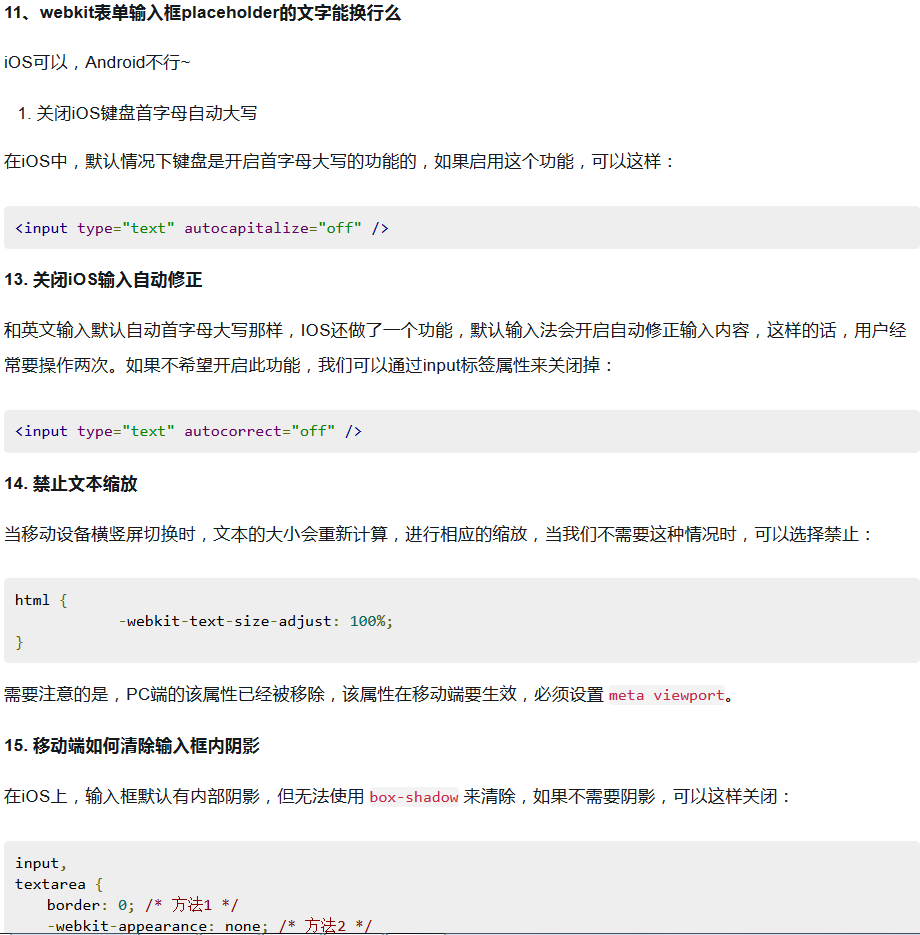 11、webkit表单输入框placeholder的文字能换行么
iOS可以，Android不行~
1. 关闭iOS键盘首字母自动大写
在iOS中，默认情况下键盘是开启首字母大写的功能的，如果启用这个功能，可以这样：
<input type="text" autocapitalize="off" />
13. 关闭iOS输入自动修正
和英文输入默认自动首字母大写那样，IOS还做了一个功能，默认输入法会开启自动修正输入内容，这样的话，用户经
常要操作两次。如果不希望开启此功能，我们可以通过input标签属性来关闭掉：
<input type="text" autocorrect="off" />
14. 禁止文本缩放
当移动设备横竖屏切换时，文本的大小会重新计算，进行相应的缩放，当我们不需要这种情况时，可以选择禁止：
html {
            -webkit-text-size-adjust: 100%;
}
需要注意的是，PC端的该属性已经被移除，该属性在移动端要生效，必须设置 meta viewport。
15. 移动端如何清除输入框内阴影
在iOS上，输入框默认有内部阴影，但无法使用 box-shadow 来清除，如果不需要阴影，可以这样关闭：
input,
textarea {
    border: 0; /* 方法1 */
    -webkit-appearance: none; /* 方法2 */